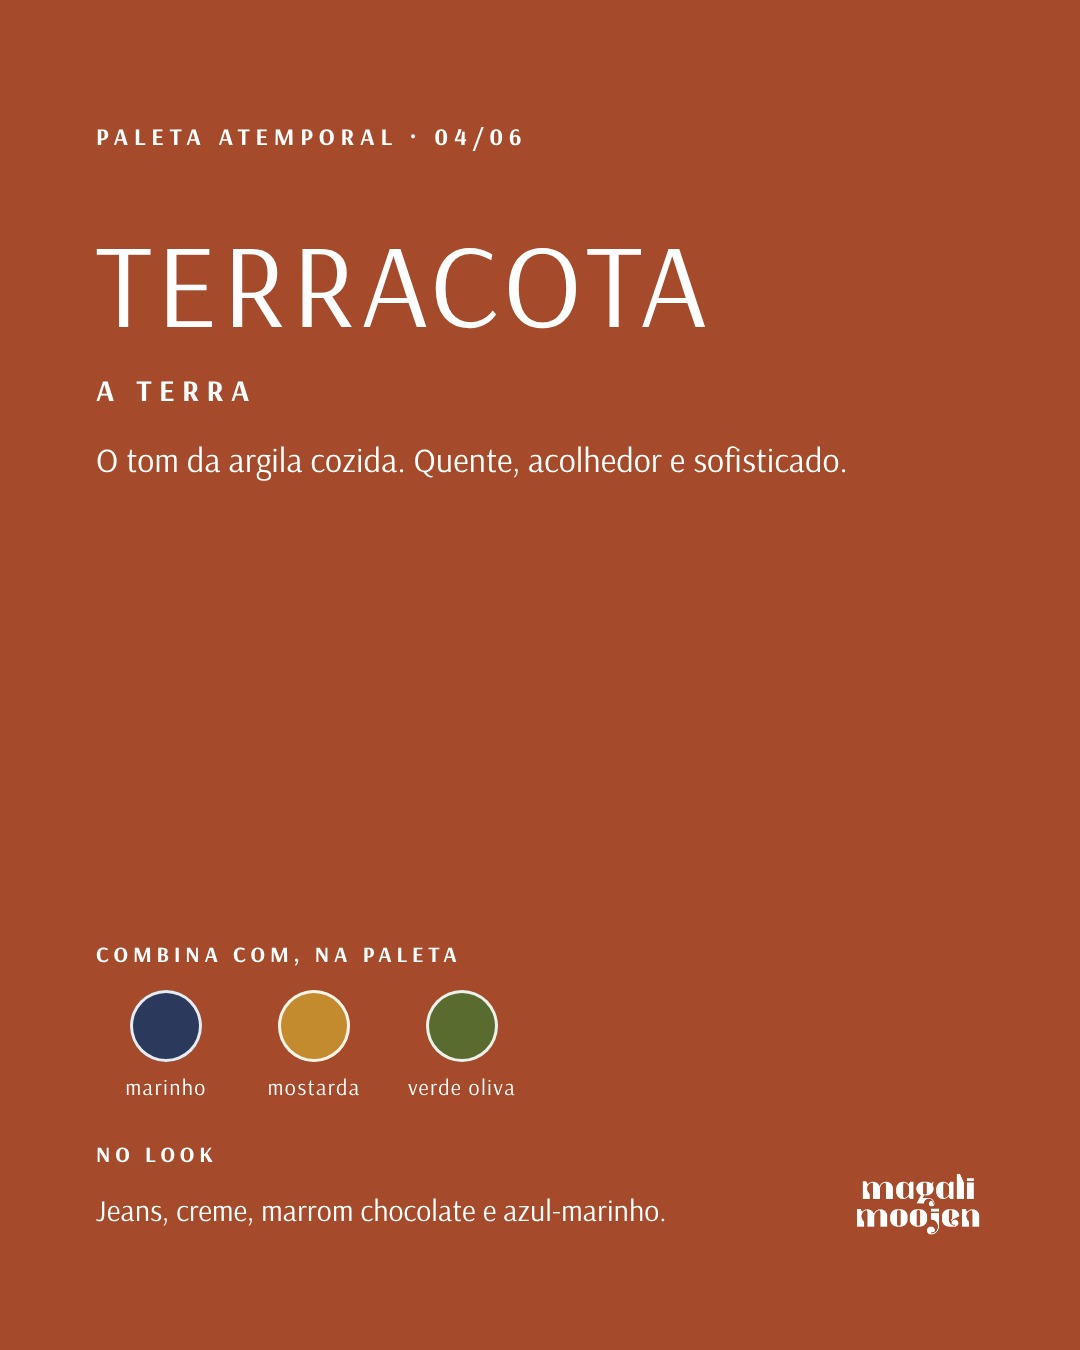 PALETA ATEMPORAL · 04/06
TERRACOTA
A TERRA
O tom da argila cozida. Quente, acolhedor e sofisticado.
COMBINA COM, NA PALETA
marinho mostarda verde oliva
NO LOOK
Jeans, creme, marrom chocolate e azul-marinho.
magali
moojen